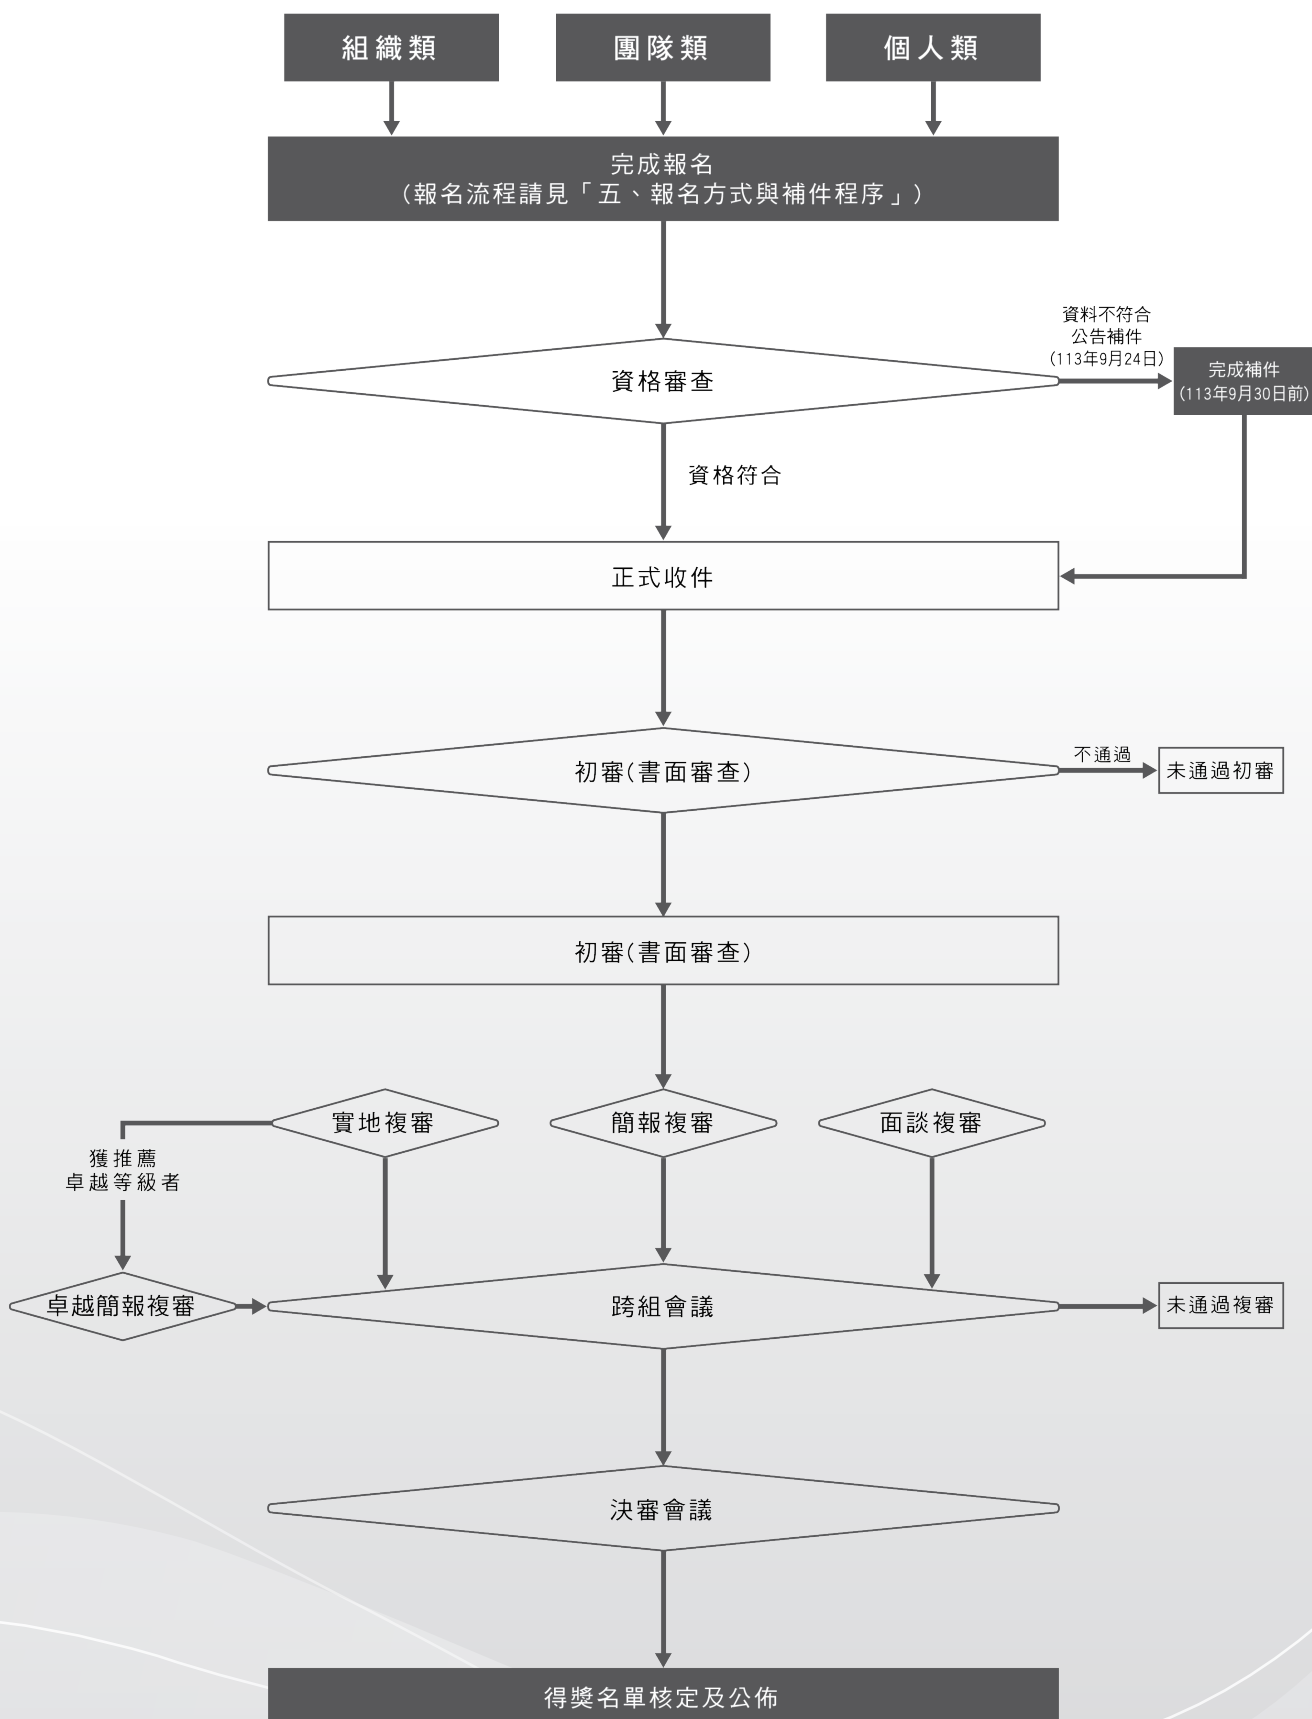 組織類
團隊類
個人類
完成報名
（報名流程請見「五、報名方式與補件程序」）
資料不符合
公告補件
(113年9月24日)
資格審查
完成補件
(113年9月30日前)
資格符合
正式收件
初審(書面審查)
不通過
未通過初審
初審(書面審查)
實地複審
簡報複審
面談複審
獲推薦
卓越等級者
卓越簡報複審
跨組會議
未通過複審
決審會議
得獎名單核定及公佈